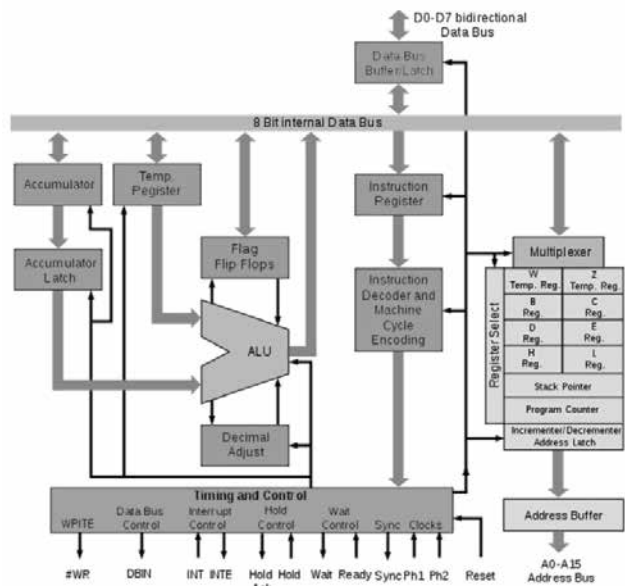 D0-D7 bidirectional
Data Bus
Data Bus
Buffer/Latch
8 Bit internal Data Bus
Accumulator
Temp.
Pegister
Instruction
Register
Multiplexer
Accumulator
Latch
Flag
Flip Flops
Instruction
Decoder and
Machine
Cycle
Encoding
Register Select
W
Temp. Reg.
Z
Temp. Reg.
B
Reg.
C
Reg.
D
Reg.
E
Reg.
H
Reg.
L
Reg.
Stack Pointer
Program Counter
Incrementer/Decrementer
Address Latch
ALU
Decimal
Adjust
Timing and Control
WPITE
Data Bus
Control
Interrupt
Control
Hold
Control
Wait
Control
Sync
Clocks
Address Buffer
#WR
DBIN
INT
INTE
Hold
Hold
Wait
Ready
Sync
Ph1
Ph2
Reset
A0-A15
Address Bus